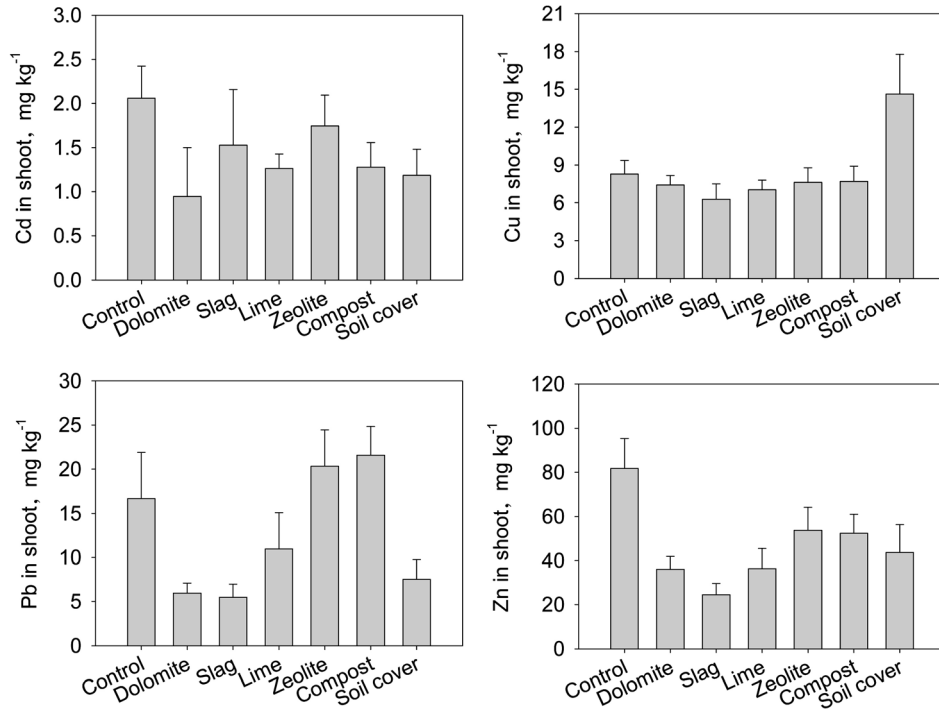 Cd in shoot, mg kg⁻¹
3.0
2.5
2.0
1.5
1.0
0.5
0.0
Control
Dolomite
Slag
Lime
Zeolite
Compost
Soil cover
Cu in shoot, mg kg⁻¹
21
18
15
12
9
6
3
0
Control
Dolomite
Slag
Lime
Zeolite
Compost
Soil cover
Pb in shoot, mg kg⁻¹
30
25
20
15
10
5
0
Control
Dolomite
Slag
Lime
Zeolite
Compost
Soil cover
Zn in shoot, mg kg⁻¹
120
100
80
60
40
20
0
Control
Dolomite
Slag
Lime
Zeolite
Compost
Soil cover